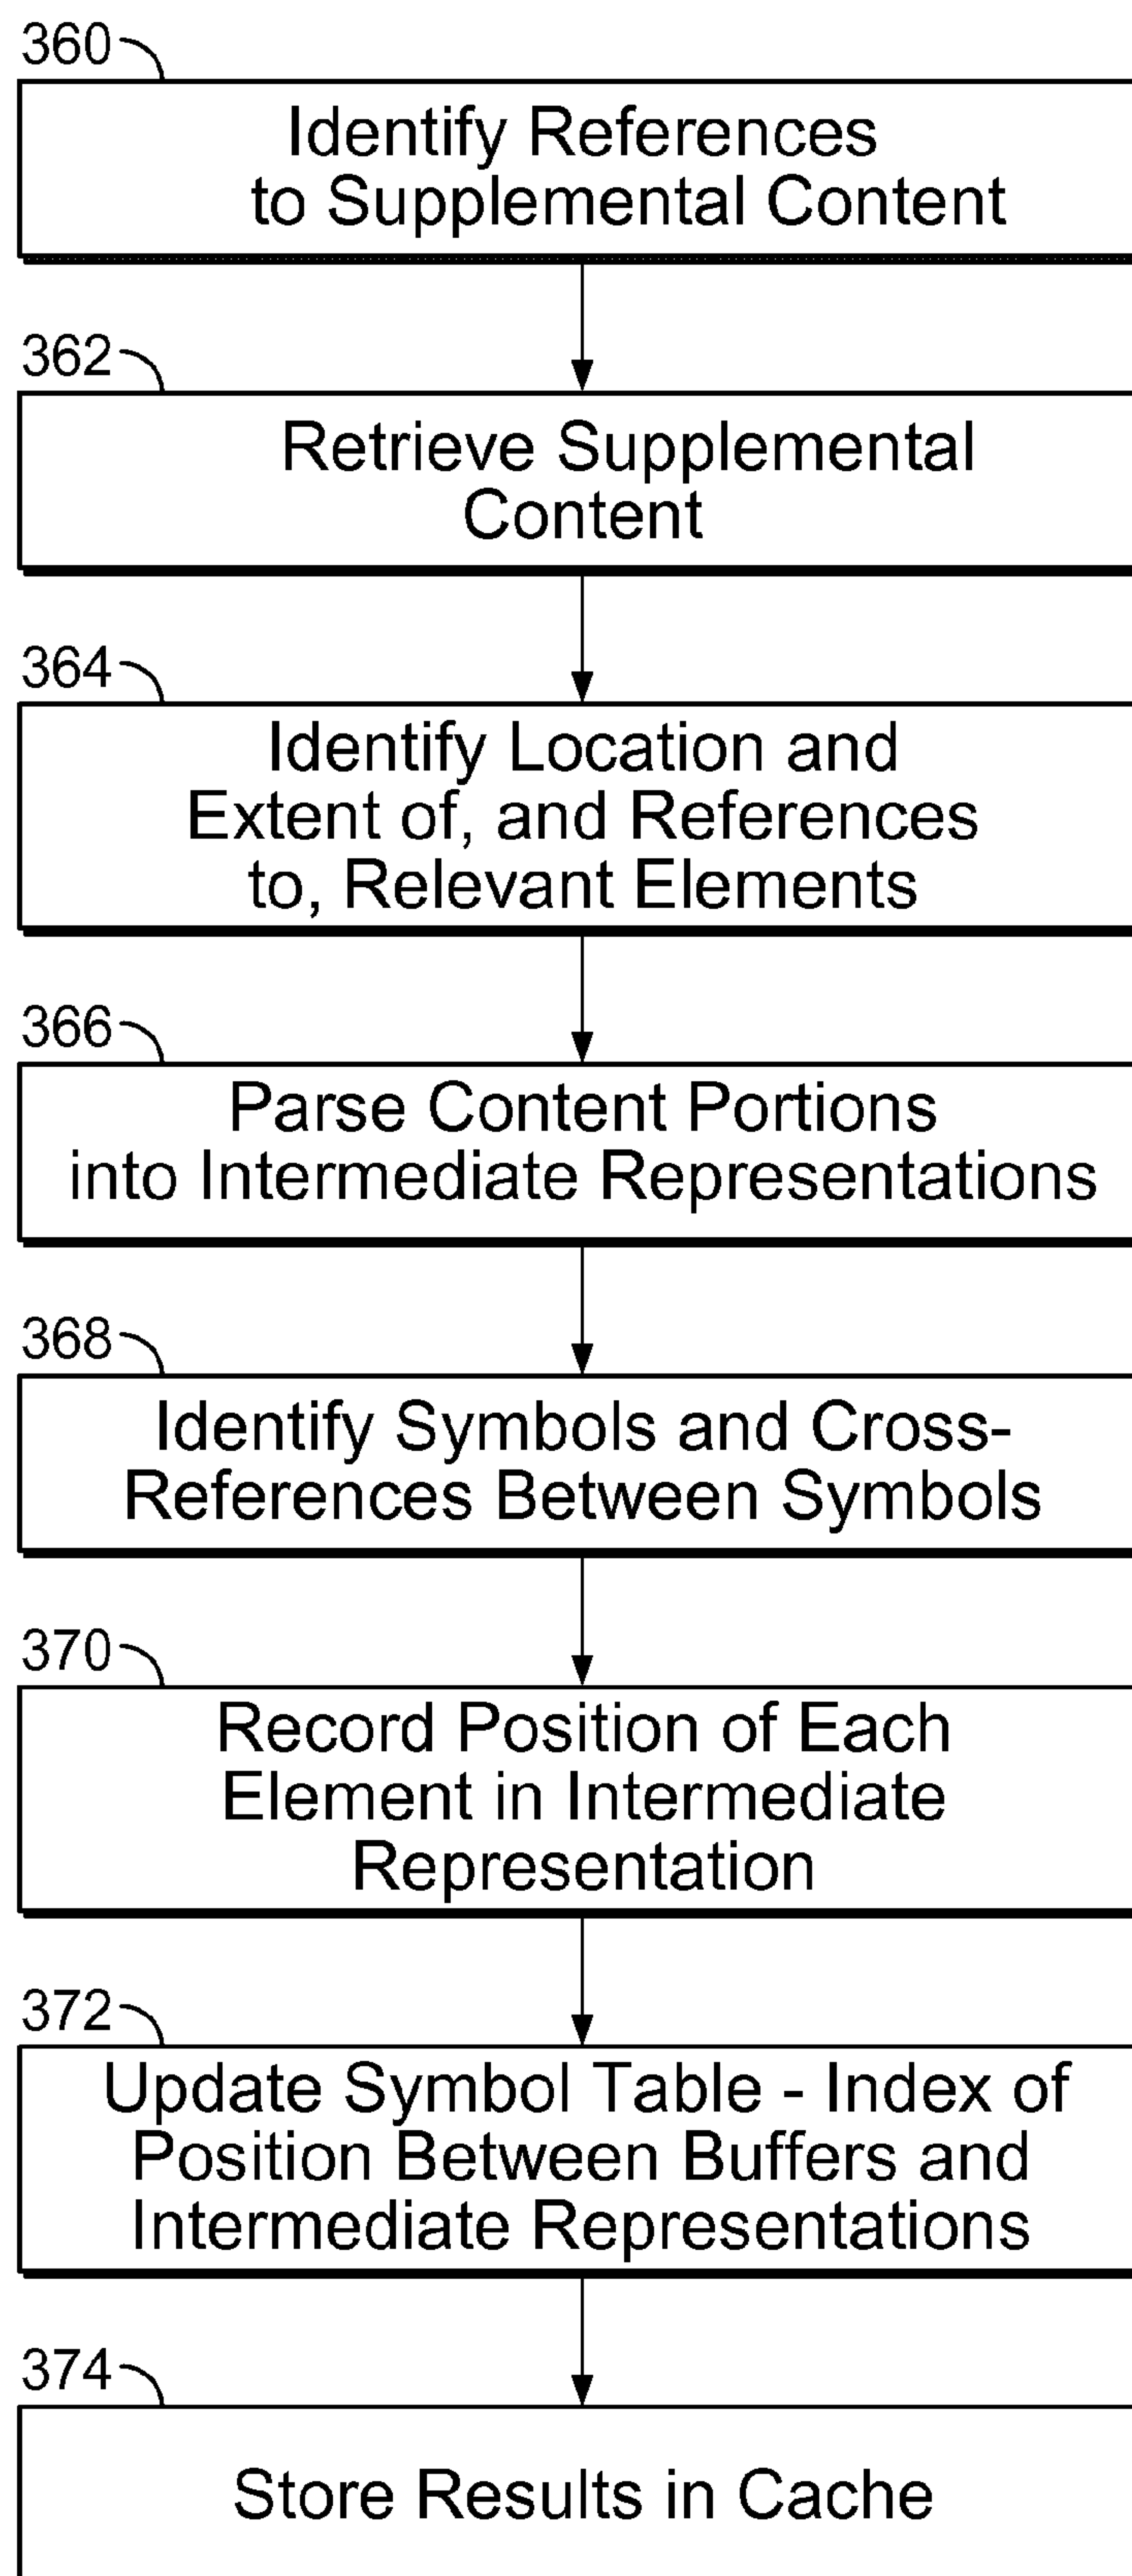 360
Identify References
to Supplemental Content
362
Retrieve Supplemental
Content
364
Identify Location and
Extent of, and References
to, Relevant Elements
366
Parse Content Portions
into Intermediate Representations
368
Identify Symbols and Cross-
References Between Symbols
370
Record Position of Each
Element in Intermediate
Representation
372
Update Symbol Table - Index of
Position Between Buffers and
Intermediate Representations
374
Store Results in Cache